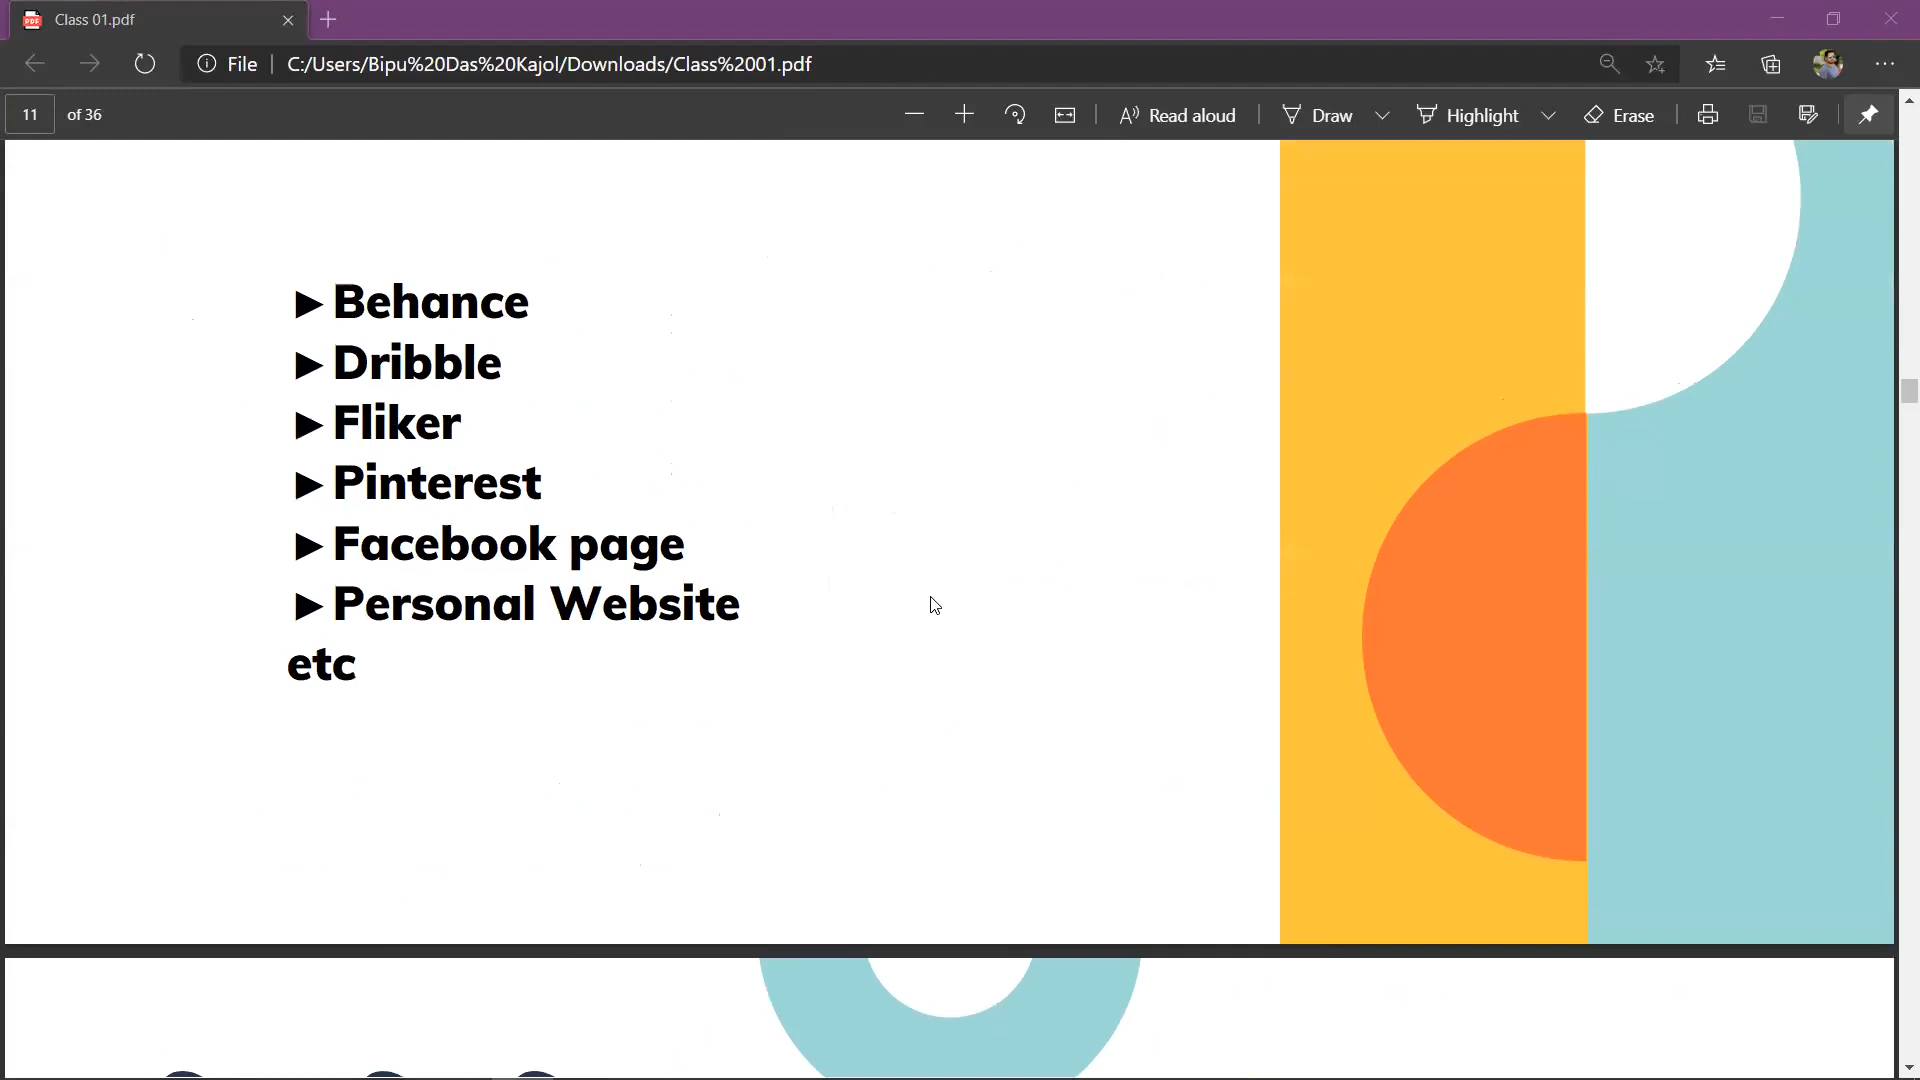 Class 01.pdf
File | C:/Users/Bipu%20Das%20Kajol/Downloads/Class%2001.pdf
11 of 36
Read aloud
Draw
Highlight
Erase
►Behance
►Dribble
►Fliker
►Pinterest
►Facebook page
►Personal Website
etc